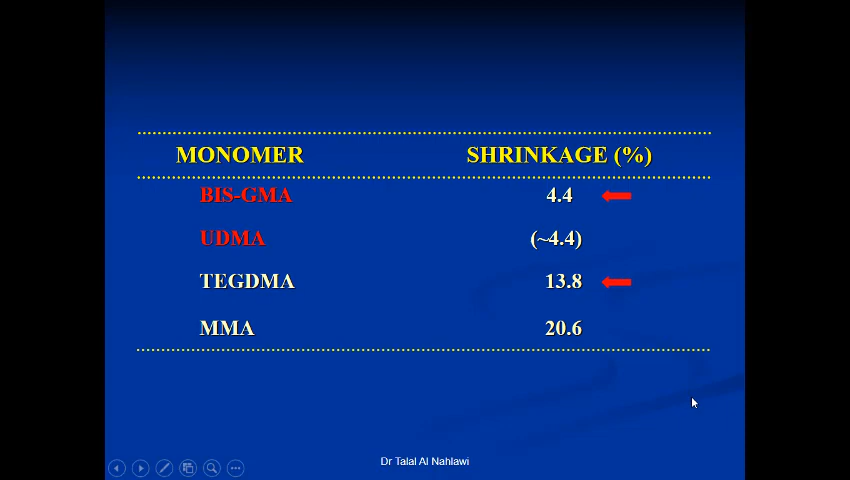 MONOMER SHRINKAGE (%)
BIS-GMA 4.4
UDMA (~4.4)
TEGDMA 13.8
MMA 20.6
Dr Talal Al Nahlawi